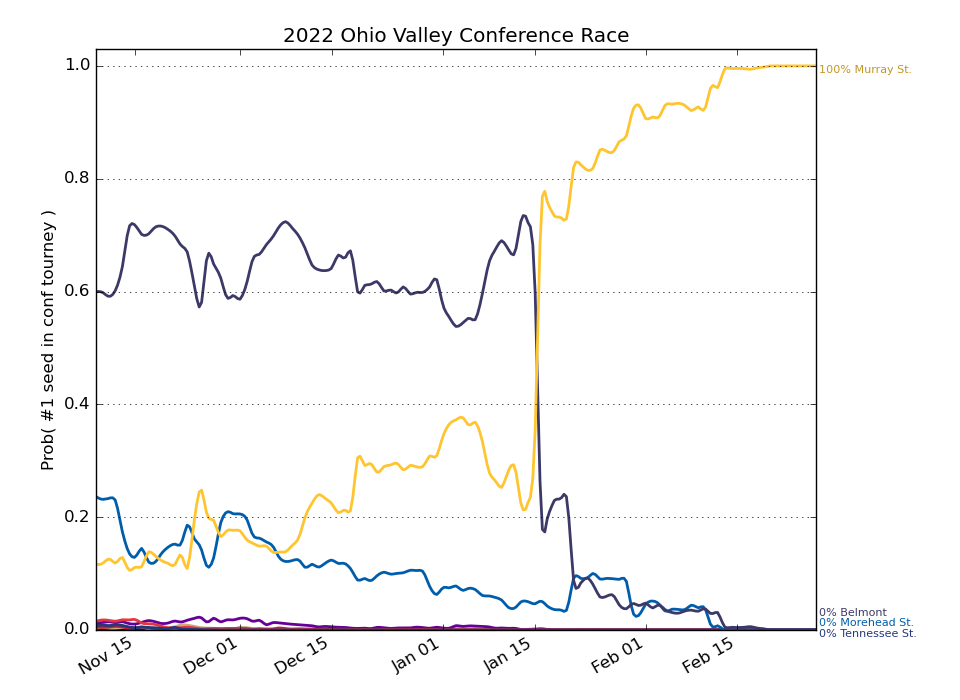 2022 Ohio Valley Conference Race
Prob( #1 seed in conf tourney )
1.0
0.8
0.6
0.4
0.2
0.0
Nov 15
Dec 01
Dec 15
Jan 01
Jan 15
Feb 01
Feb 15
100% Murray St.
0% Belmont
0% Morehead St.
0% Tennessee St.